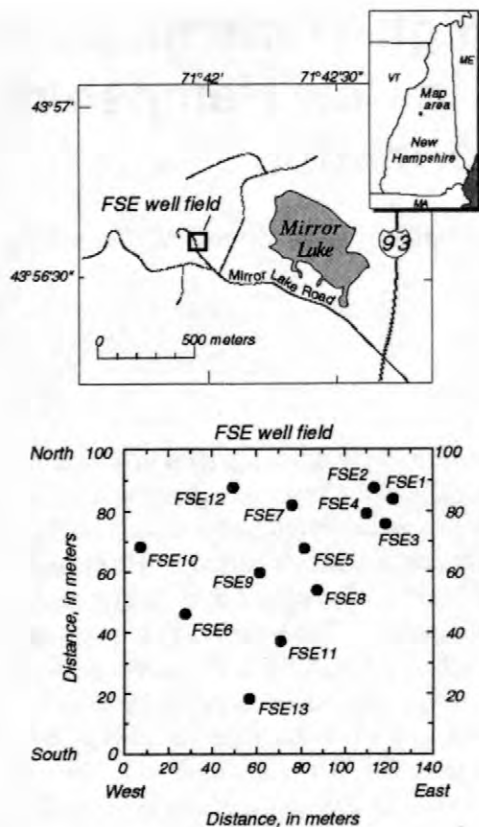 71°42' 71°42'30"
43°57'
VT
ME
Map
area
New
Hampshire
MA
FSE well field
Mirror
Lake
93
43°56'30"
Mirror Lake Road
0 500 meters
FSE well field
North
South
100
80
60
40
20
Distance, in meters
100
80
60
40
20
FSE2
FSE1
FSE12
FSE7
FSE4
FSE3
FSE10
FSE5
FSE9
FSE8
FSE6
FSE11
FSE13
0 20 40 60 80 100 120 140
West East
Distance, in meters